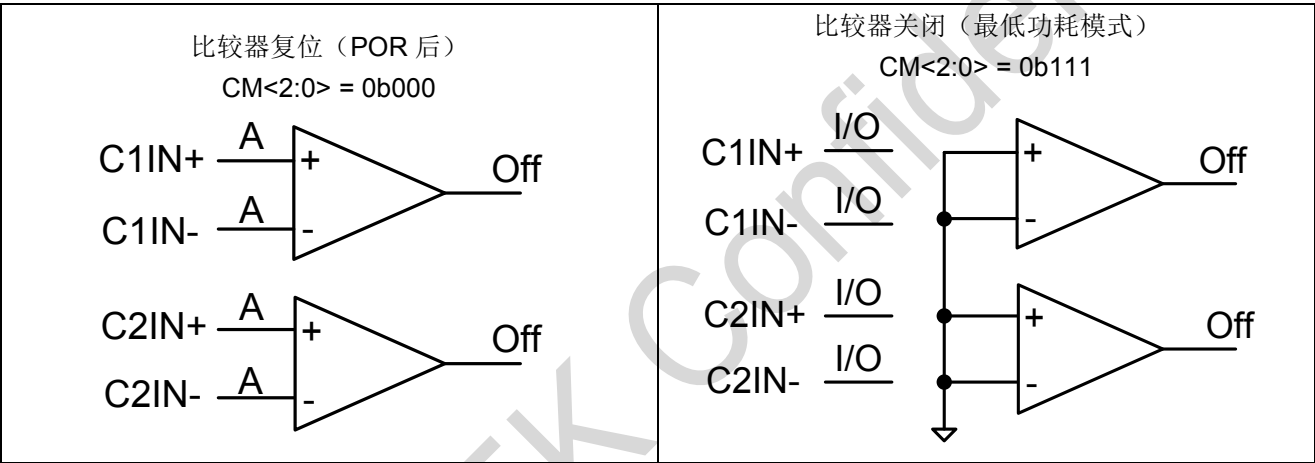 比较器复位（POR 后）
CM<2:0> = 0b000
C1IN+ A + Off
C1IN- A -
C2IN+ A + Off
C2IN- A -
比较器关闭（最低功耗模式）
CM<2:0> = 0b111
C1IN+ I/O + Off
C1IN- I/O -
C2IN+ I/O + Off
C2IN- I/O -